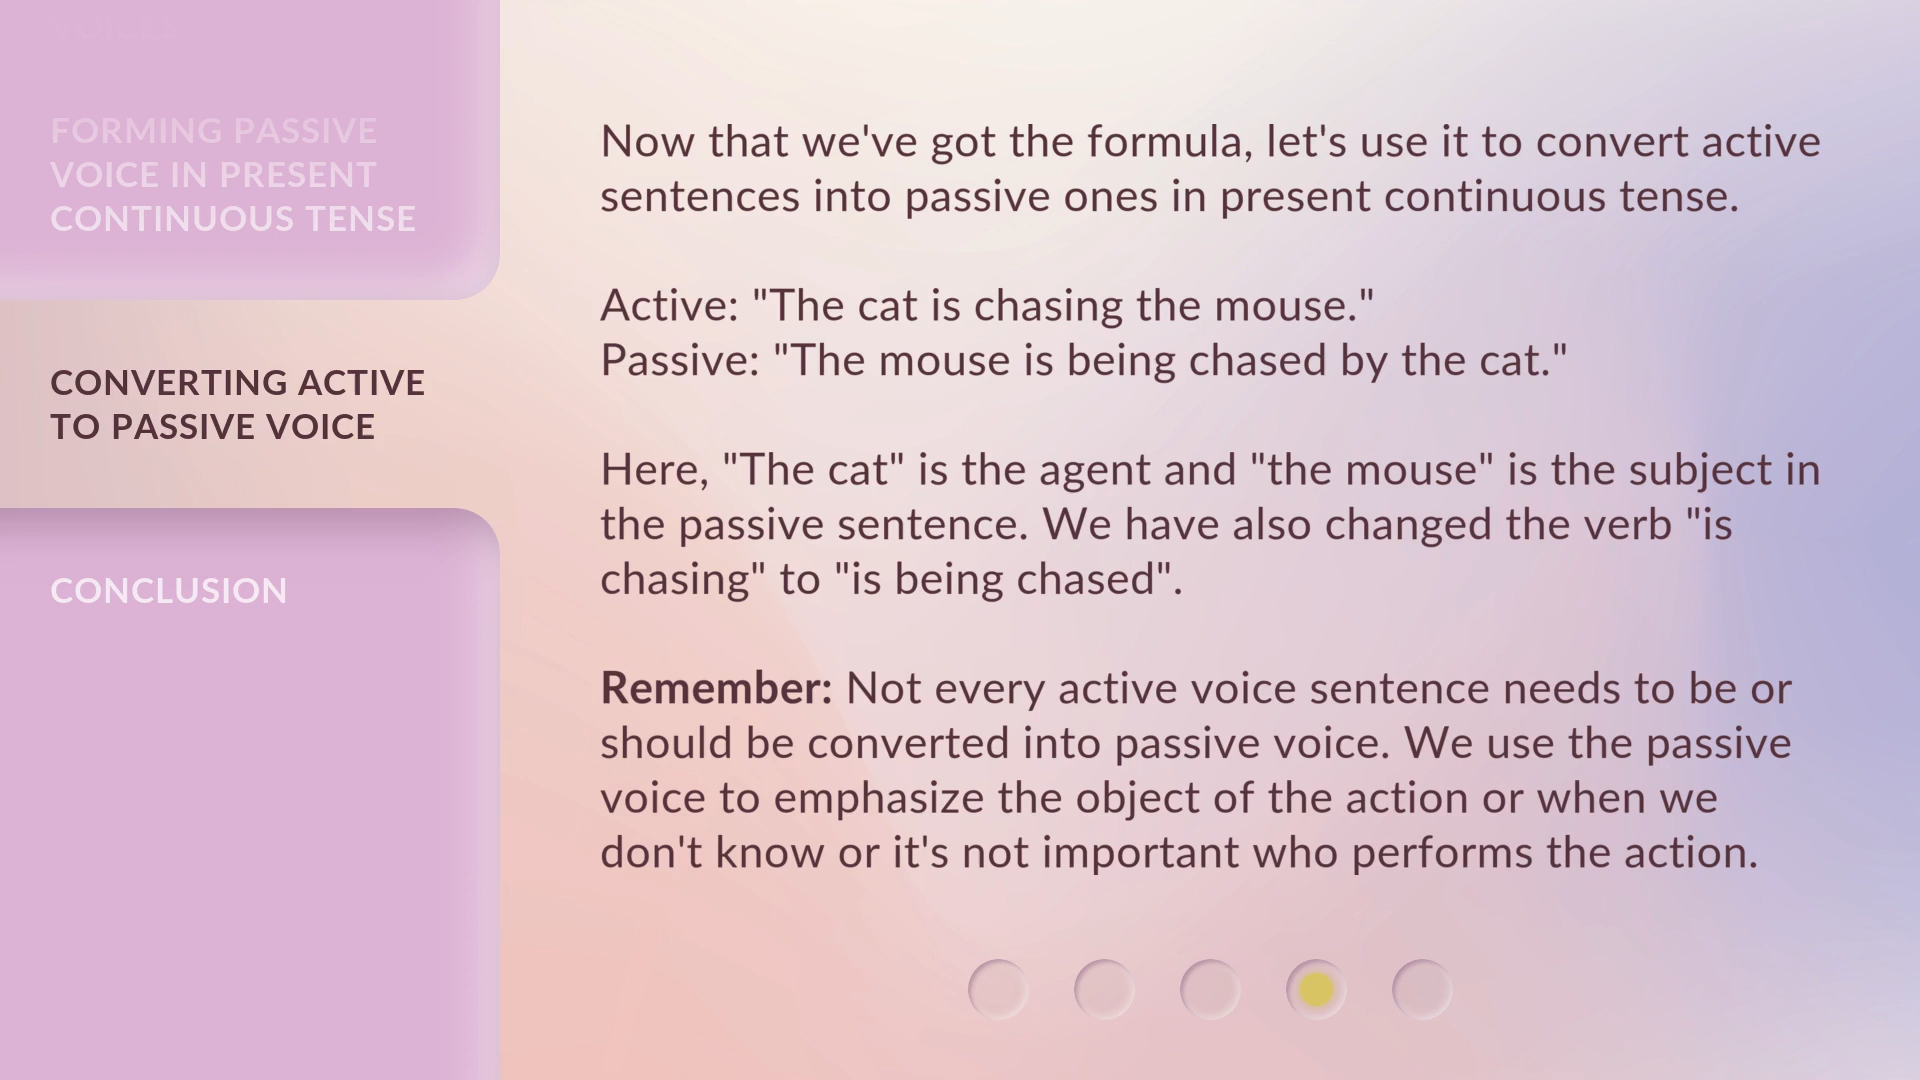 FORMING PASSIVE
VOICE IN PRESENT
CONTINUOUS TENSE
CONVERTING ACTIVE
TO PASSIVE VOICE
CONCLUSION
Now that we've got the formula, let's use it to convert active
sentences into passive ones in present continuous tense.
Active: "The cat is chasing the mouse."
Passive: "The mouse is being chased by the cat."
Here, "The cat" is the agent and "the mouse" is the subject in
the passive sentence. We have also changed the verb "is
chasing" to "is being chased".
Remember: Not every active voice sentence needs to be or
should be converted into passive voice. We use the passive
voice to emphasize the object of the action or when we
don't know or it's not important who performs the action.